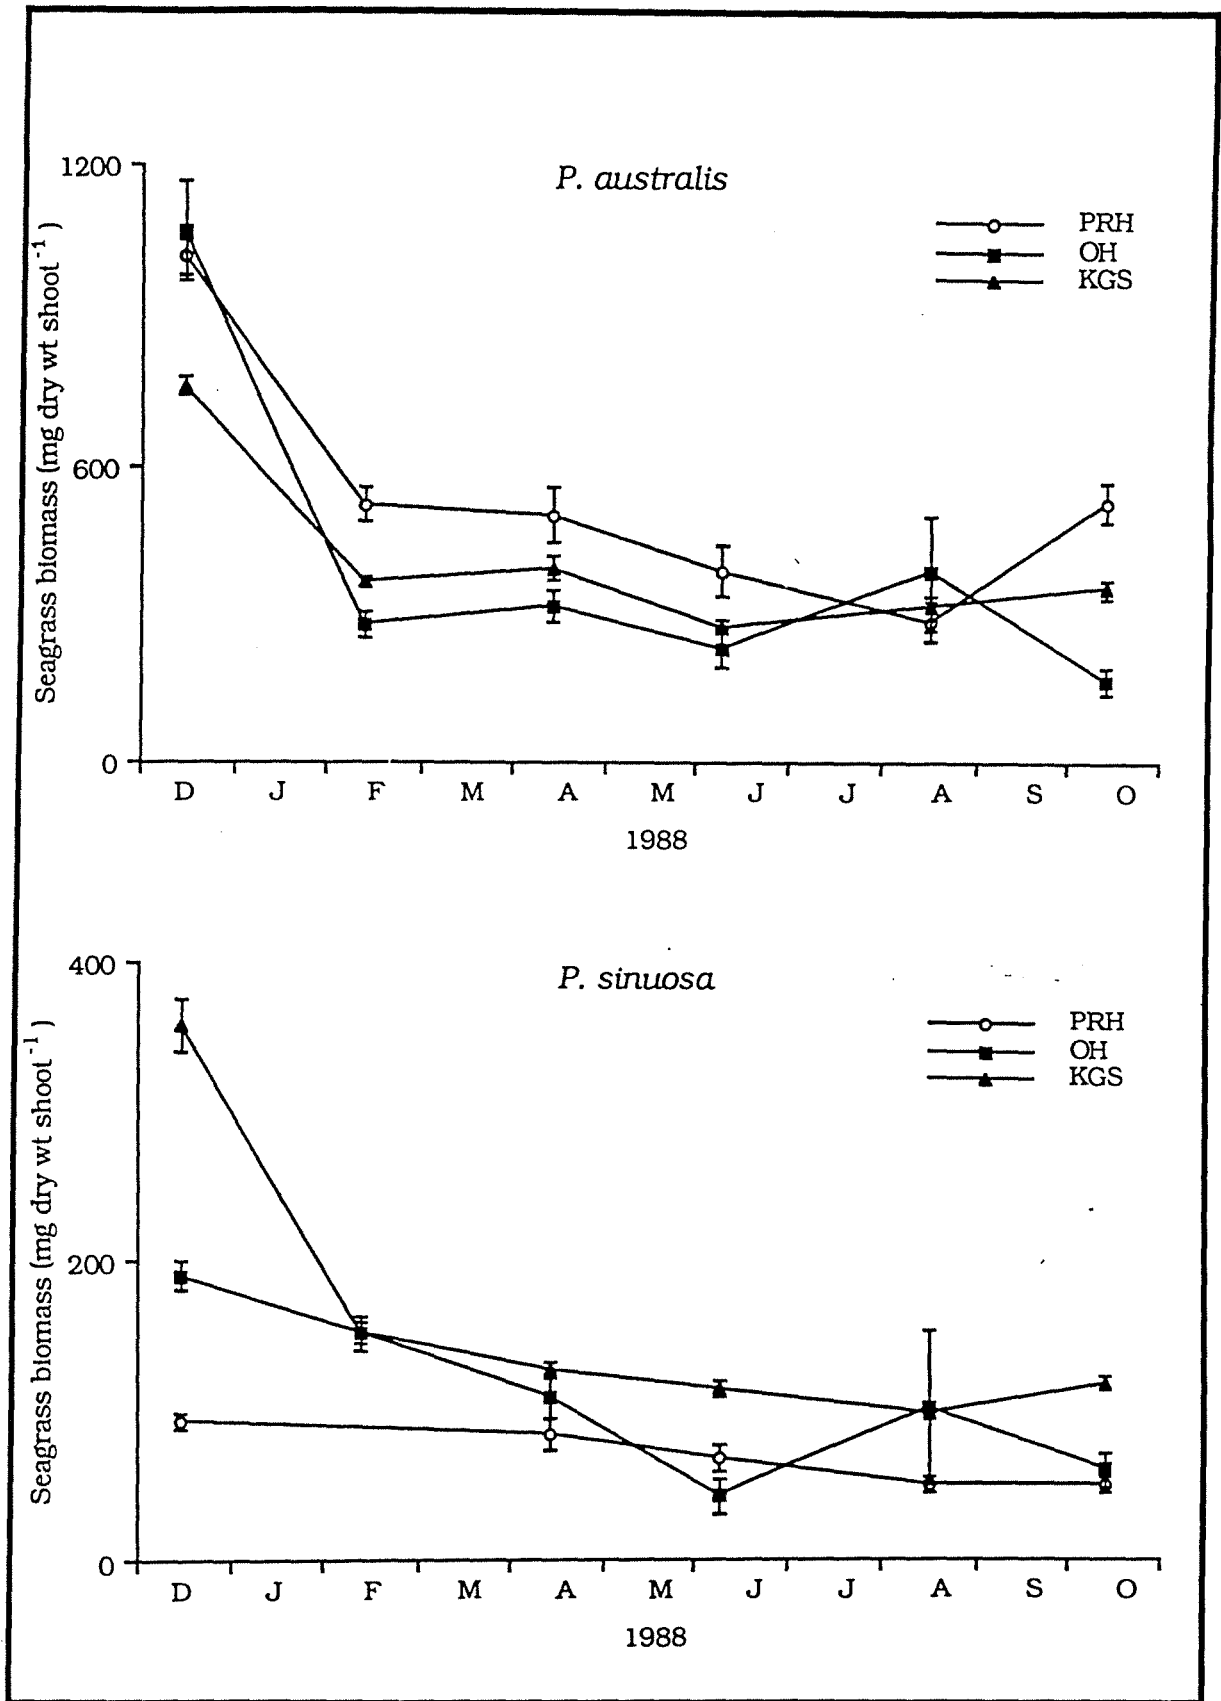 P. australis
1200
600
0
Seagrass biomass (mg dry wt shoot⁻¹)
PRH
OH
KGS
D J F M A M J J A S O
1988
P. sinuosa
400
200
0
Seagrass biomass (mg dry wt shoot⁻¹)
PRH
OH
KGS
D J F M A M J J A S O
1988